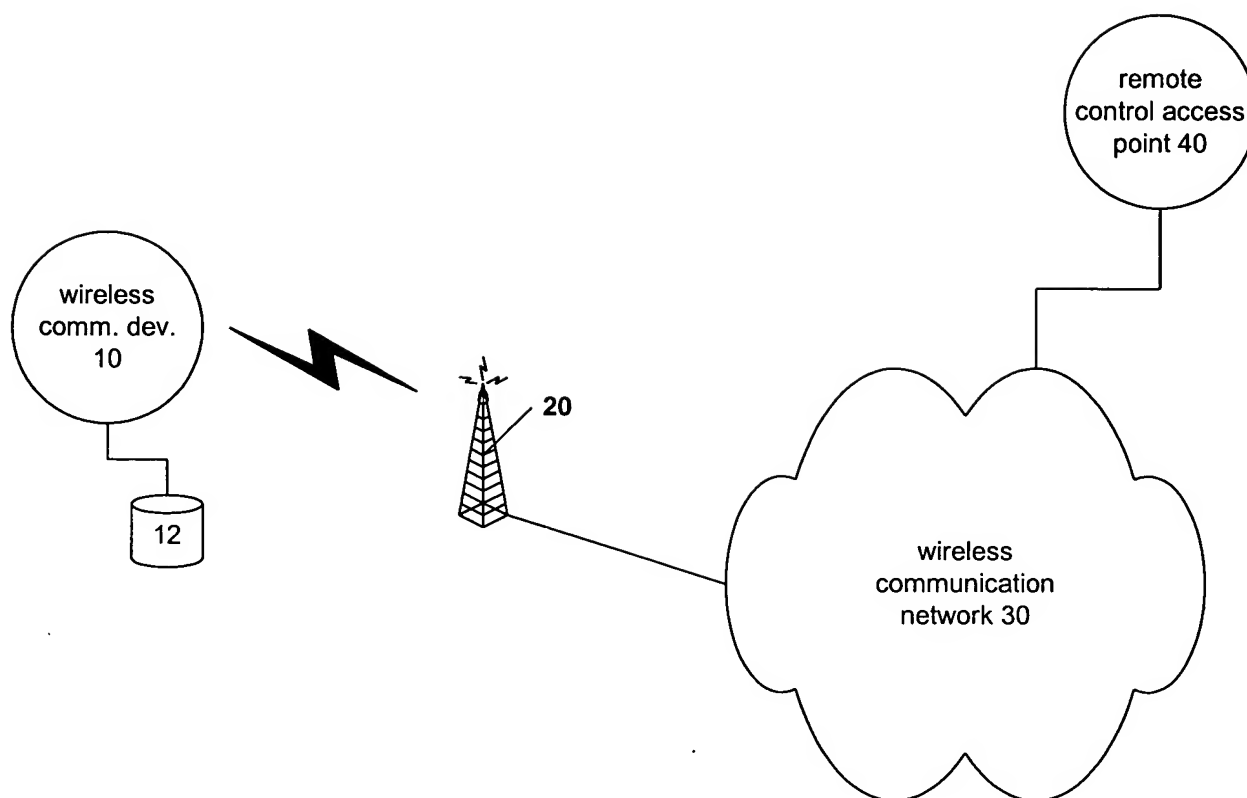 remote
control access
point 40
wireless
comm. dev.
10
20
12
wireless
communication
network 30